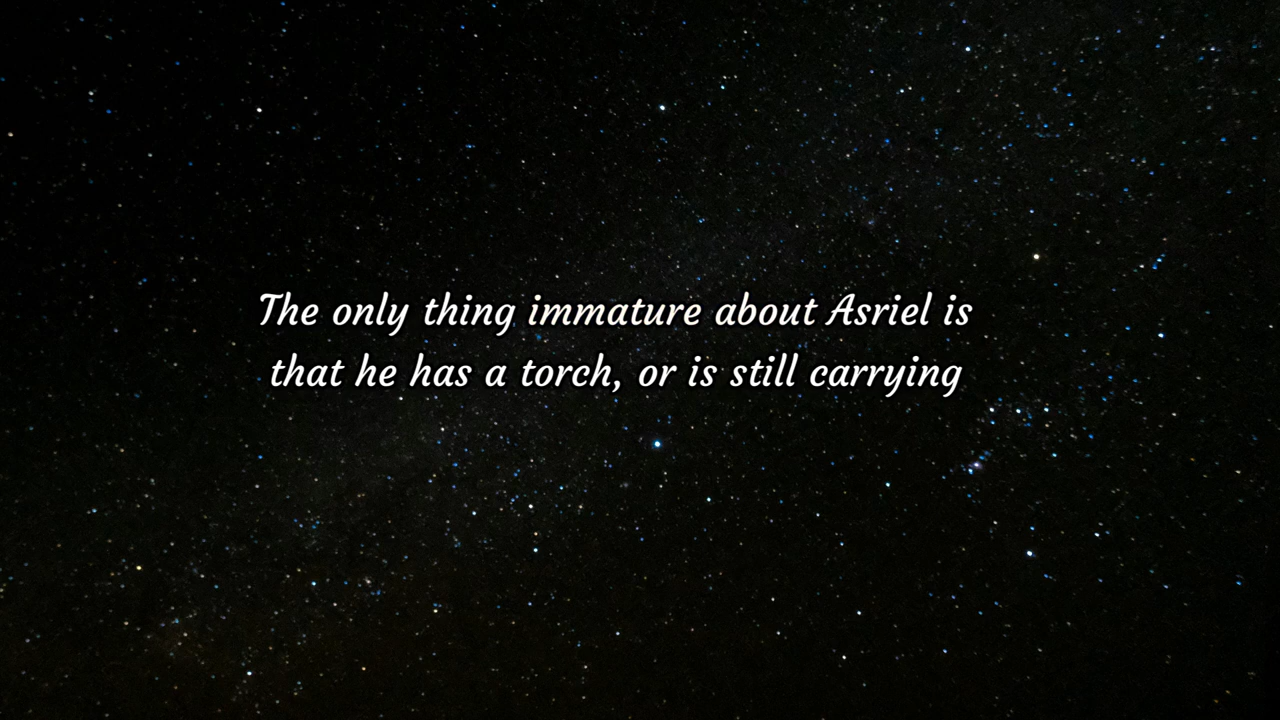 The only thing immature about Asriel is
that he has a torch, or is still carrying